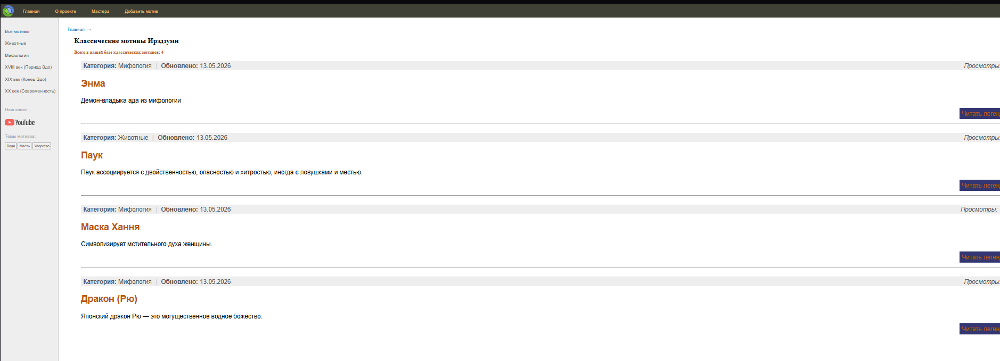 Главная О проекте Мастера Добавить мотив
Все мотивы
Животные
Мифология
XVIII век (Период Эдо)
XIX век (Конец Эдо)
XX век (Современность)
Наш канал
YouTube
Темы мотивов:
Вода Месть Упорство
Главная →
Классические мотивы Ирэдзуми
Всего в нашей базе классических мотивов: 4
Категория: Мифология | Обновлено: 13.05.2026 Просмотры:
Энма
Демон-владыка ада из мифологии
Читать леген
Категория: Животные | Обновлено: 13.05.2026 Просмотры:
Паук
Паук ассоциируется с двойственностью, опасностью и хитростью, иногда с ловушками и местью.
Читать леген
Категория: Мифология | Обновлено: 13.05.2026 Просмотры:
Маска Хання
Символизирует мстительного духа женщины.
Читать леген
Категория: Мифология | Обновлено: 13.05.2026 Просмотры:
Дракон (Рю)
Японский дракон Рю — это могущественное водное божество.
Читать леген